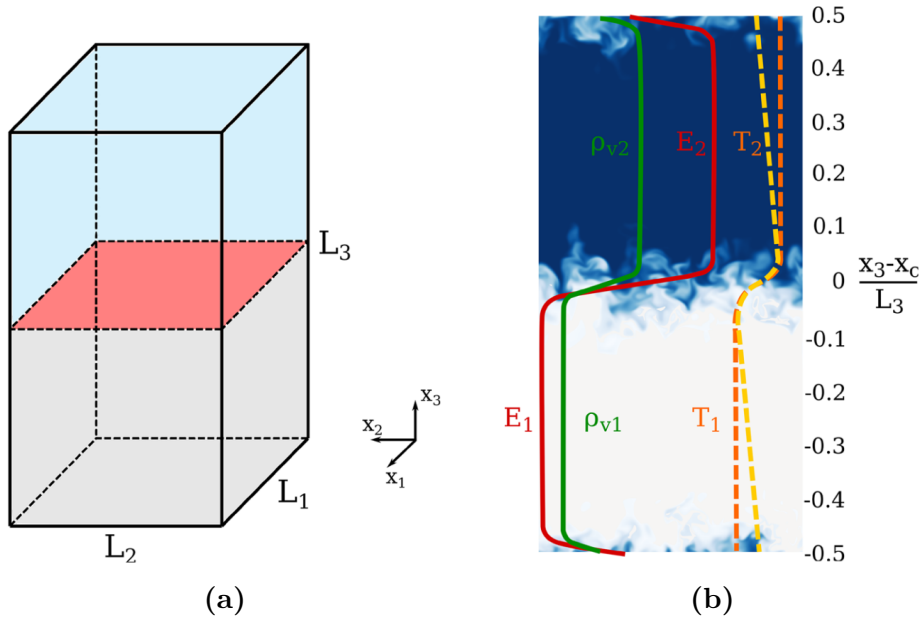 L₃
L₁
L₂
x₃
x₂
x₁
(a)
0.5
0.4
0.3
0.2
0.1
0
-0.1
-0.2
-0.3
-0.4
-0.5
x₃-x_c
L₃
ρᵥ₂
E₂
T₂
E₁
ρᵥ₁
T₁
(b)